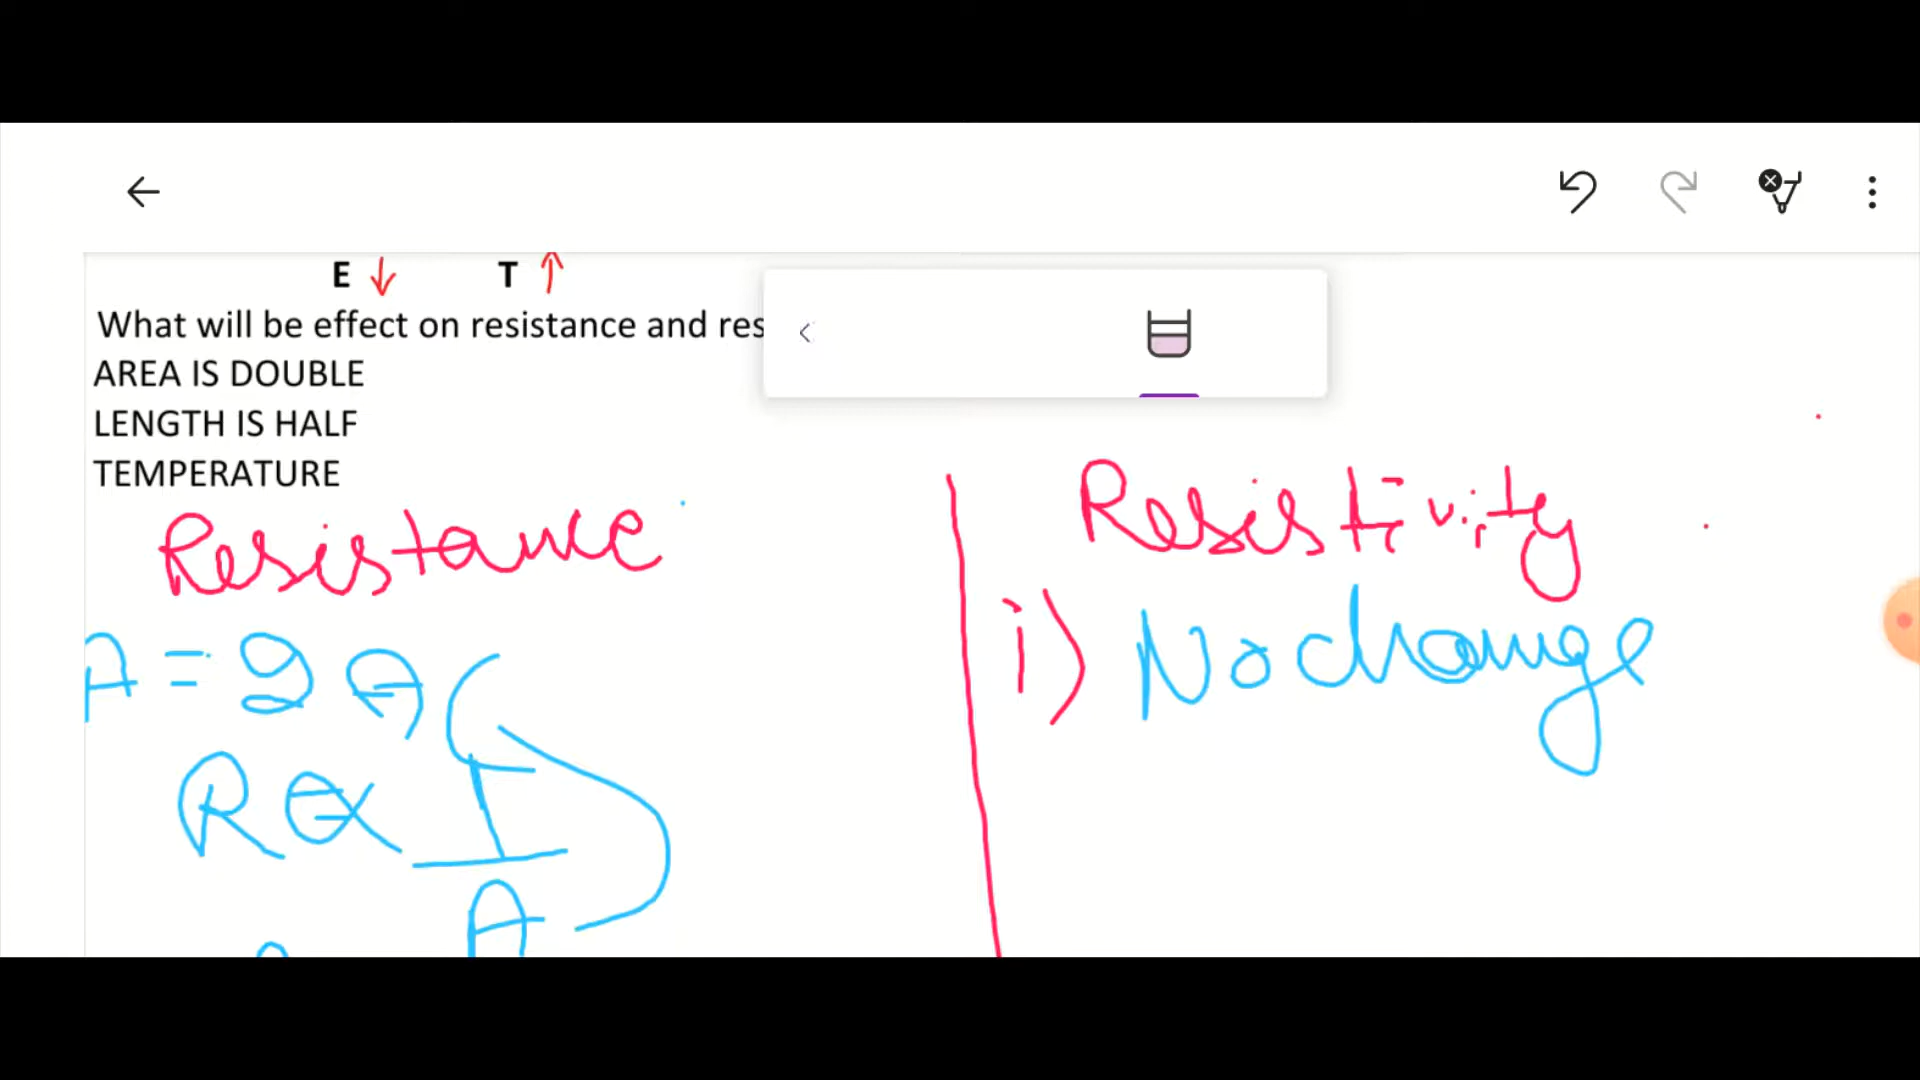 E ↓ T ↑
What will be effect on resistance and res
AREA IS DOUBLE
LENGTH IS HALF
TEMPERATURE
Resistance
A = 2A
R ∝ l/A
Resistivity
i) No change